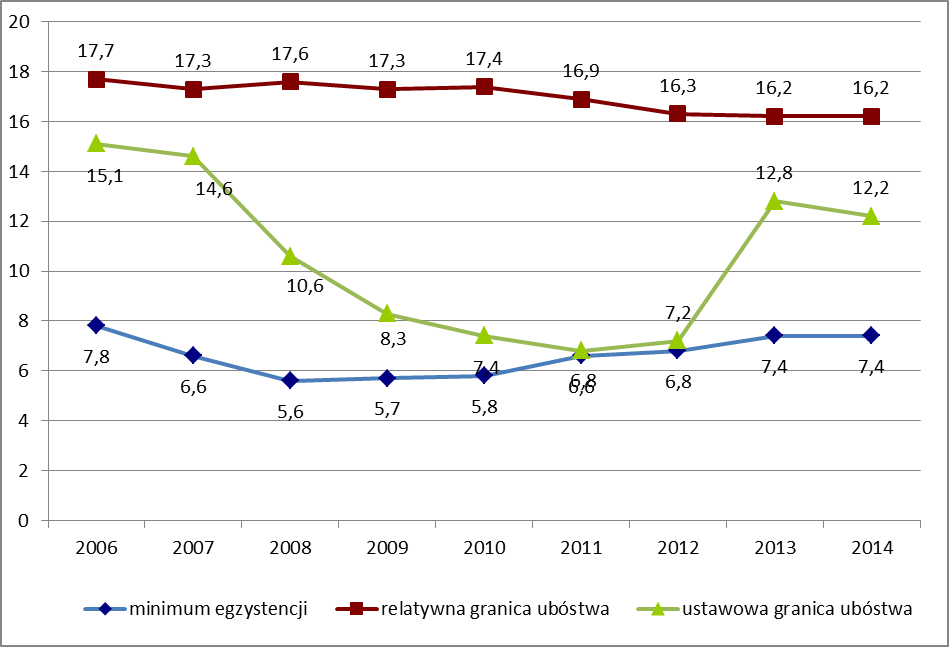 20
18
16
14
12
10
8
6
4
2
0
17,7 17,3 17,6 17,3 17,4 16,9 16,3 16,2 16,2
15,1 14,6 10,6 8,3 7,4 6,8 7,2 12,8 12,2
7,8 6,6 5,6 5,7 5,8 6,6 6,8 7,4 7,4
2006 2007 2008 2009 2010 2011 2012 2013 2014
minimum egzystencji relatywna granica ubóstwa ustawowa granica ubóstwa